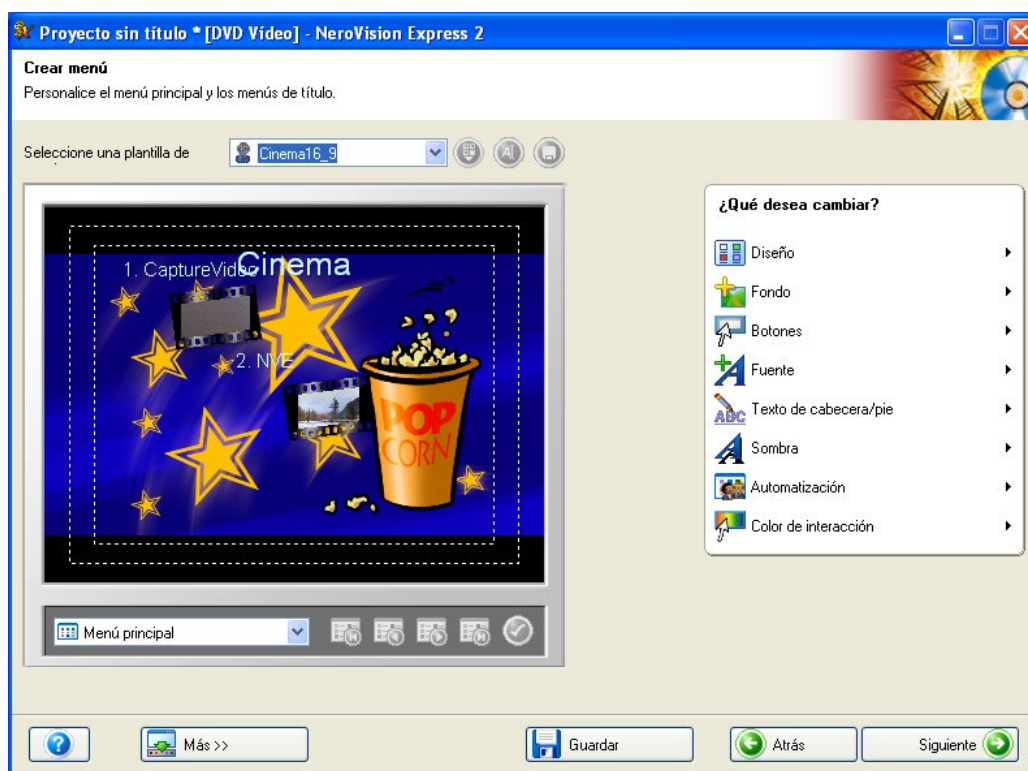 Proyecto sin título * [DVD Vídeo] - NeroVision Express 2
Crear menú
Personalice el menú principal y los menús de título.
Seleccione una plantilla de
Cinema16_9
¿Qué desea cambiar?
Cinema
1. CaptureVideo
2. NVE
POP
CORN
Diseño
Fondo
Botones
Fuente
Texto de cabecera/pie
Sombra
Automatización
Color de interacción
Menú principal
Más >>
Guardar
Atrás
Siguiente